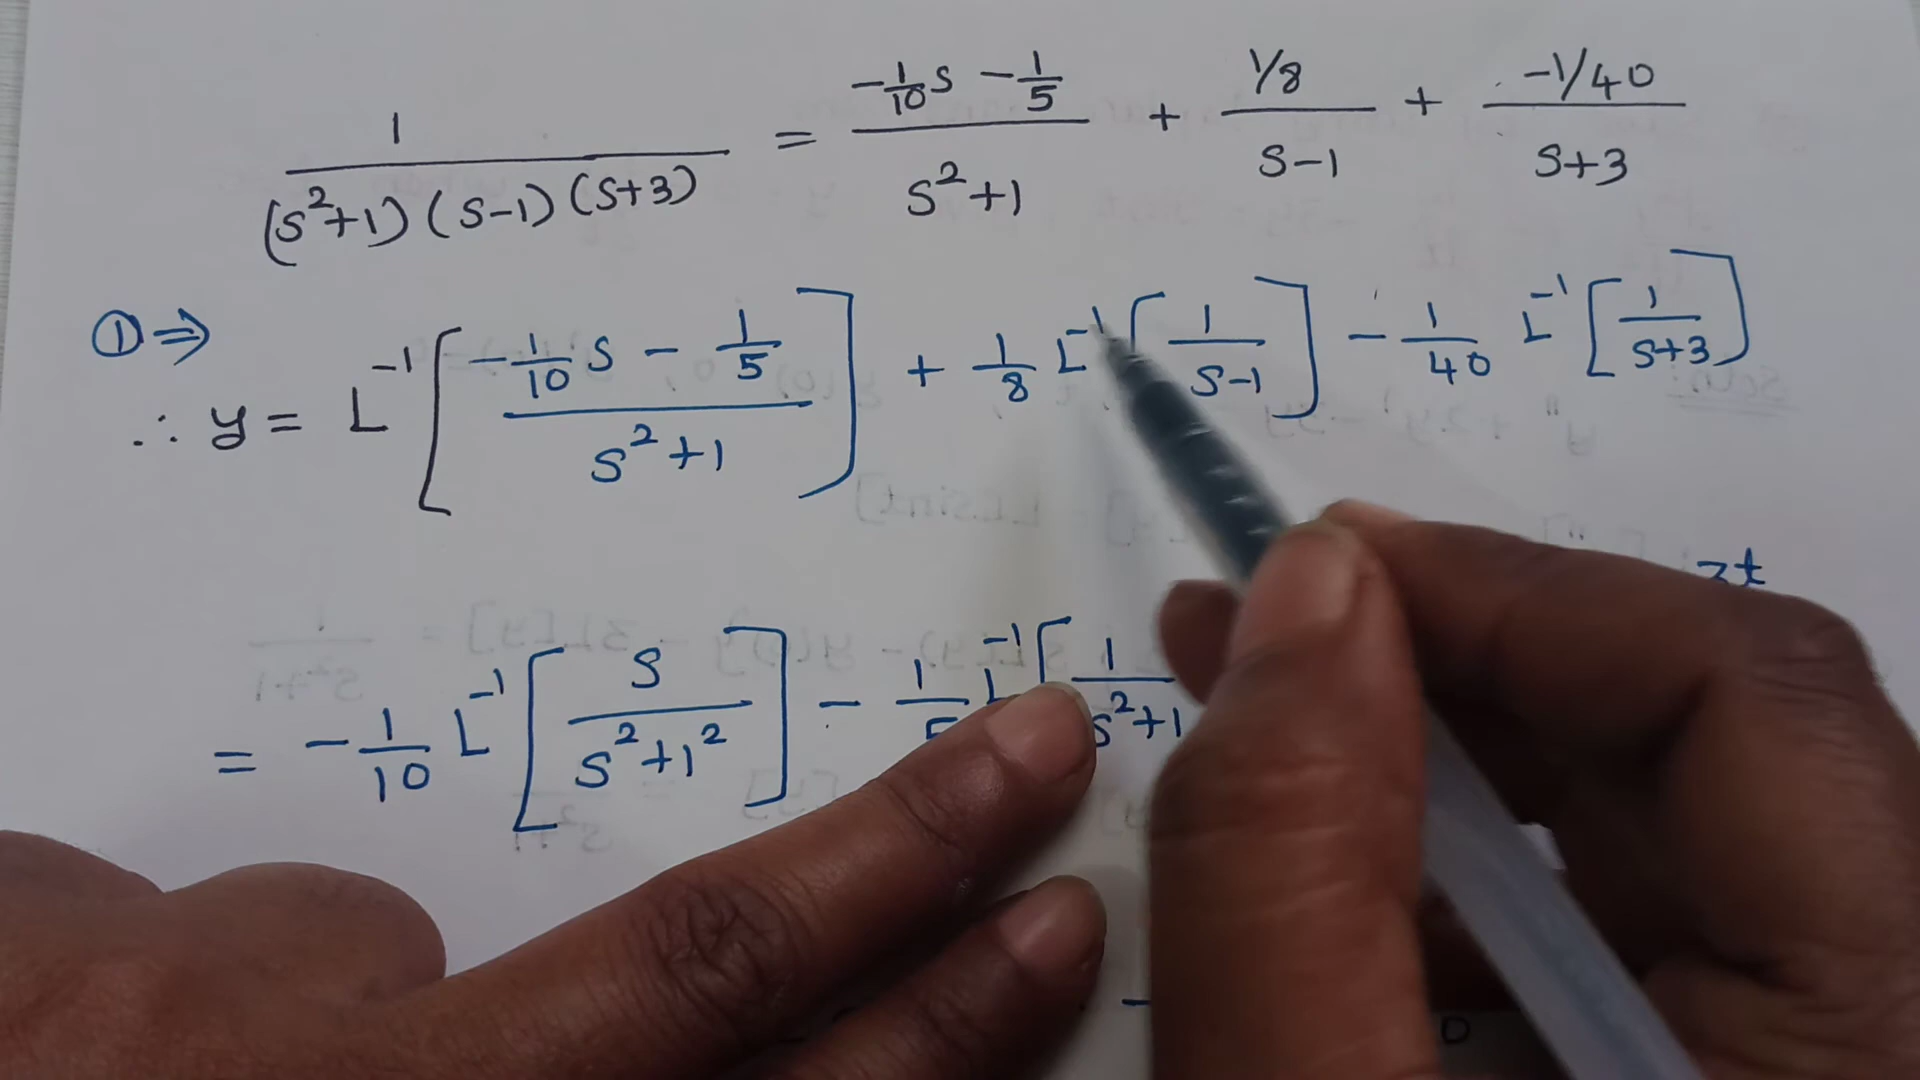 1/((s²+1)(s-1)(s+3)) = (-1/10 s - 1/5)/(s²+1) + (1/8)/(s-1) + (-1/40)/(s+3)
① ⇒
∴ y = L⁻¹[(-1/10 s - 1/5)/(s²+1)] + 1/8 L⁻¹[1/(s-1)] - 1/40 L⁻¹[1/(s+3)]
= -1/10 L⁻¹[s/(s²+1²)] - 1/5 L⁻¹[1/(s²+1